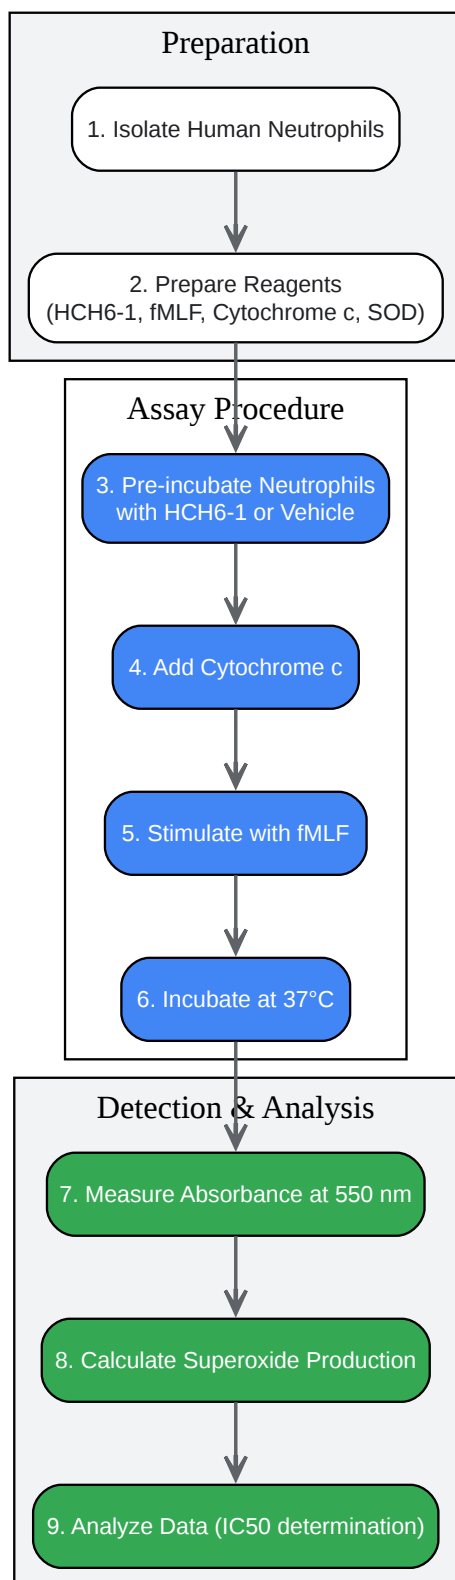 Preparation
1. Isolate Human Neutrophils
2. Prepare Reagents
(HCH6-1, fMLF, Cytochrome c, SOD)
Assay Procedure
3. Pre-incubate Neutrophils
with HCH6-1 or Vehicle
4. Add Cytochrome c
5. Stimulate with fMLF
6. Incubate at 37°C
Detection & Analysis
7. Measure Absorbance at 550 nm
8. Calculate Superoxide Production
9. Analyze Data (IC50 determination)